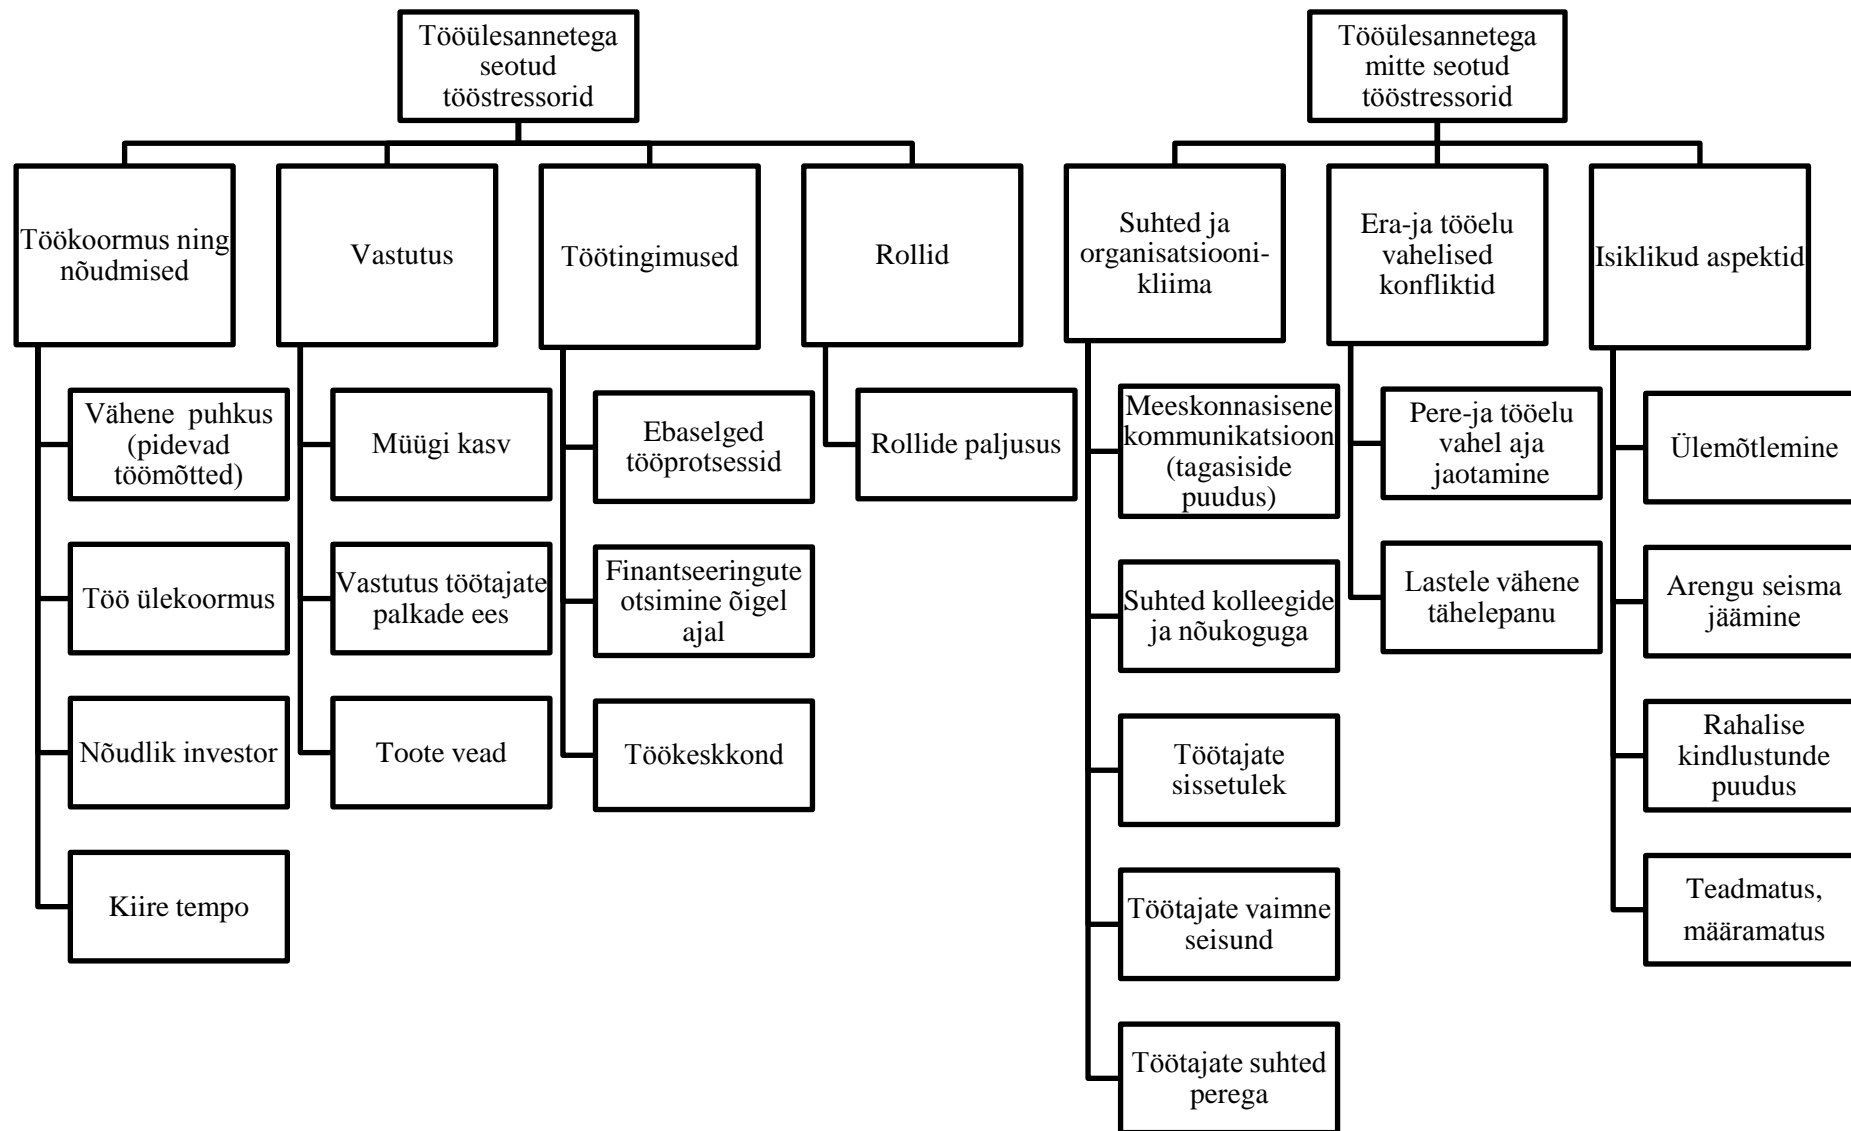 Tööülesannetega
seotud
tööstressorid
Tööülesannetega
mitte seotud
tööstressorid
Töökoormus ning
nõudmised
Vastutus
Töötingimused
Rollid
Suhted ja
organisatsiooni-
kliima
Era-ja tööelu
vahelised
konfliktid
Isiklikud aspektid
Vähene  puhkus
(pidevad
töömõtted)
Töö ülekoormus
Nõudlik investor
Kiire tempo
Müügi kasv
Vastutus töötajate
palkade ees
Toote vead
Ebaselged
tööprotsessid
Finantseeringute
otsimine õigel
ajal
Töökeskkond
Rollide paljusus
Meeskonnasisene
kommunikatsioon
(tagasiside
puudus)
Suhted kolleegide
ja nõukoguga
Töötajate
sissetulek
Töötajate vaimne
seisund
Töötajate suhted
perega
Pere-ja tööelu
vahel aja
jaotamine
Lastele vähene
tähelepanu
Ülemõtlemine
Arengu seisma
jäämine
Rahalise
kindlustunde
puudus
Teadmatus,
määramatus